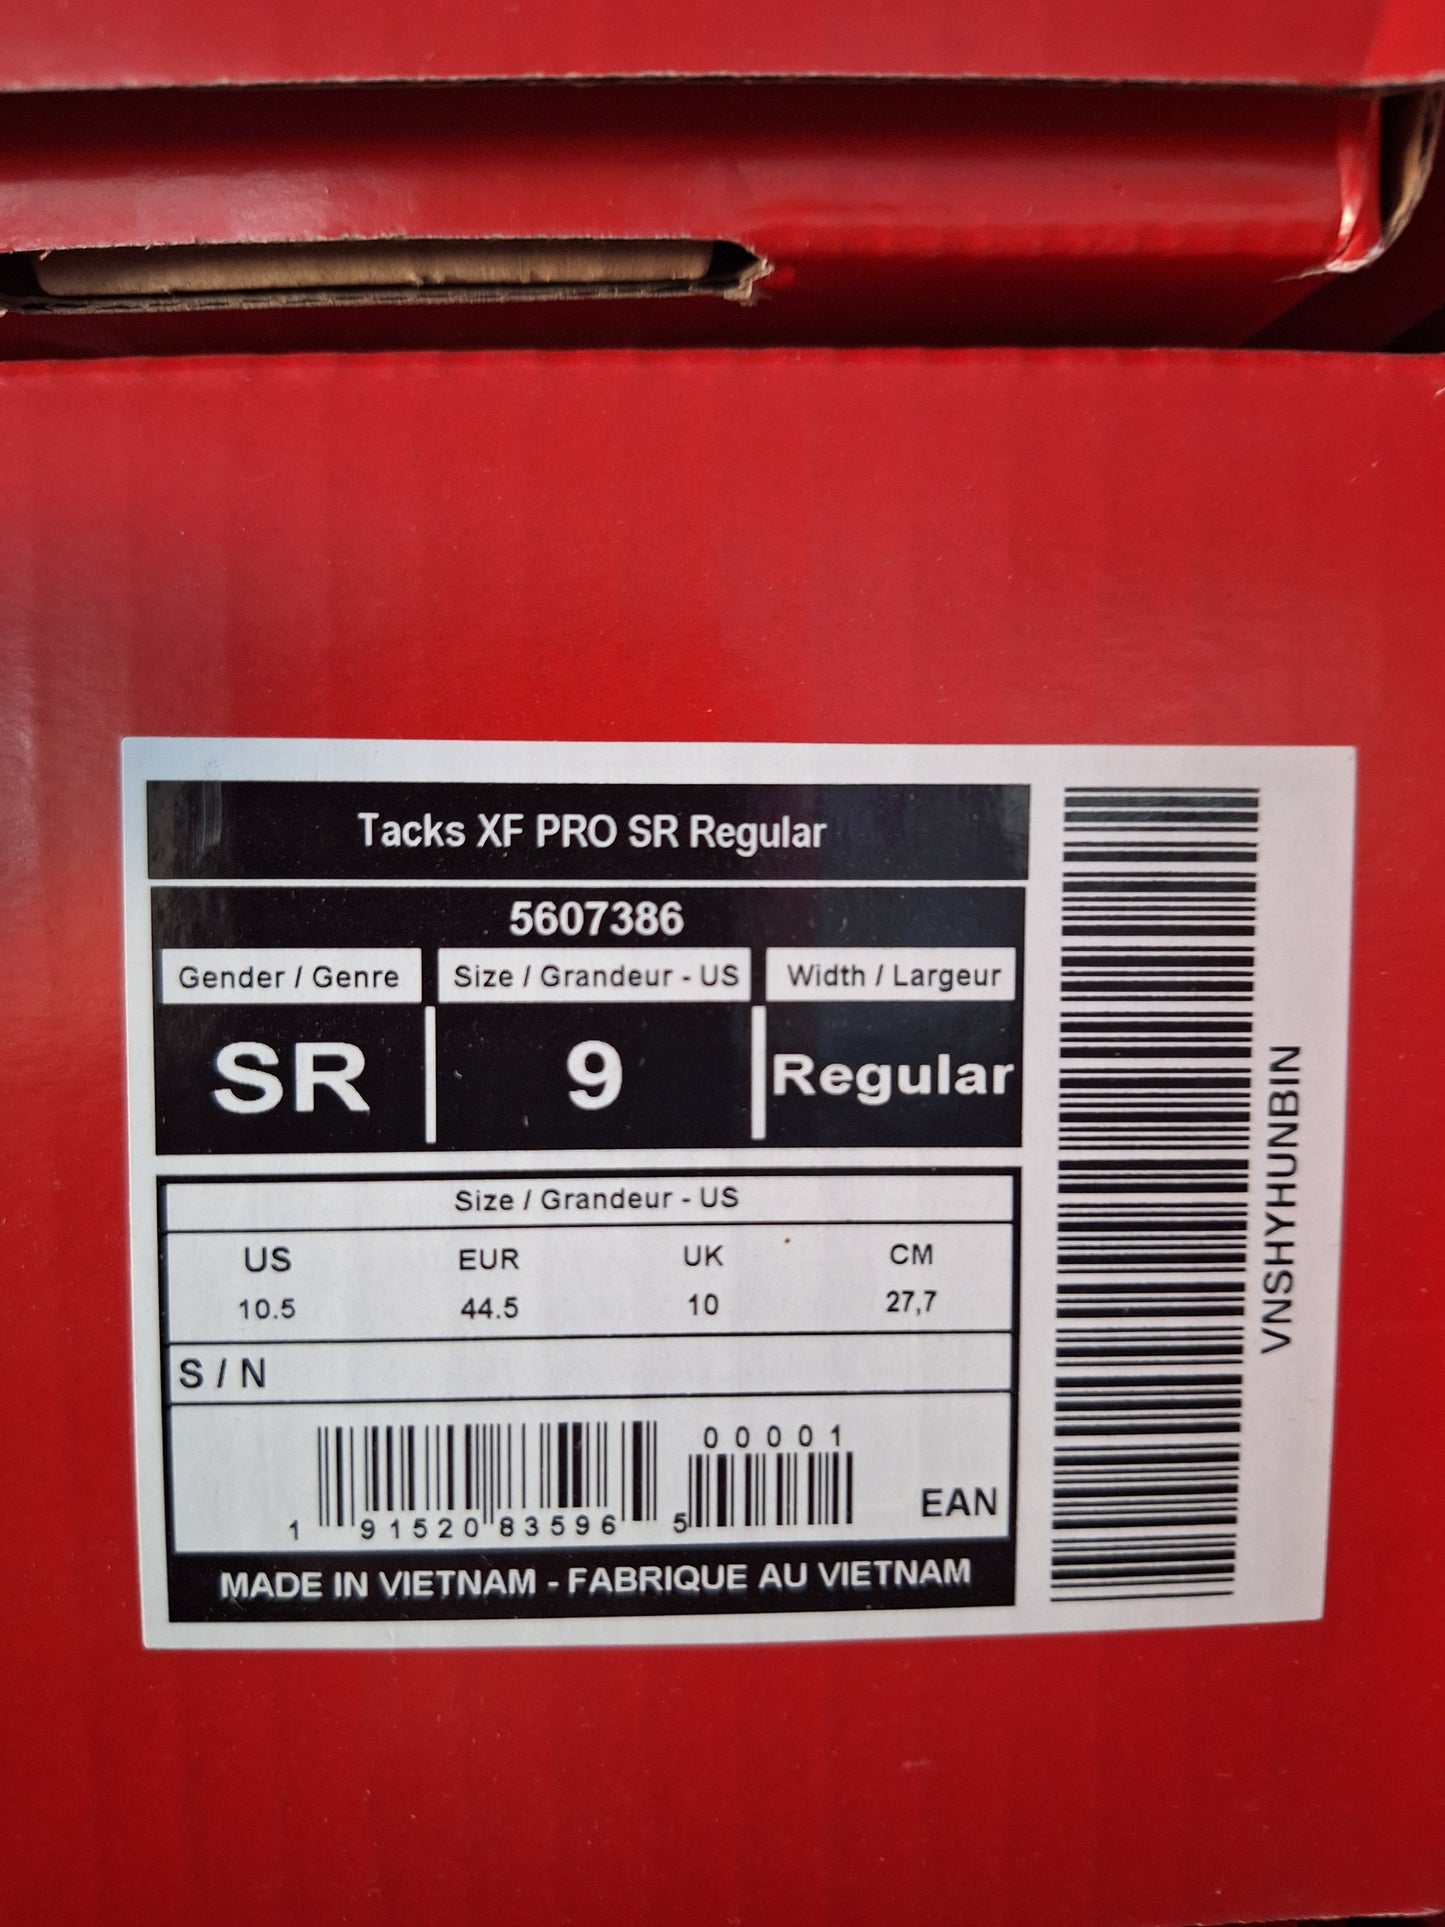 Tacks XF PRO SR Regular
5607386
Gender / Genre Size / Grandeur - US Width / Largeur
SR 9 Regular
Size / Grandeur - US
US EUR UK CM
10.5 44.5 10 27,7
S / N
00001
1 91520 83596 5
EAN
MADE IN VIETNAM - FABRIQUE AU VIETNAM
VNSHYHUNBIN